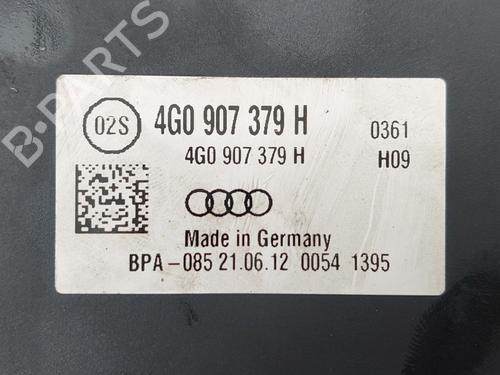 B-PARTS
02S 4G0 907 379 H 0361
4G0 907 379 H H09
Made in Germany
BPA-085 21.06.12 0054 1395